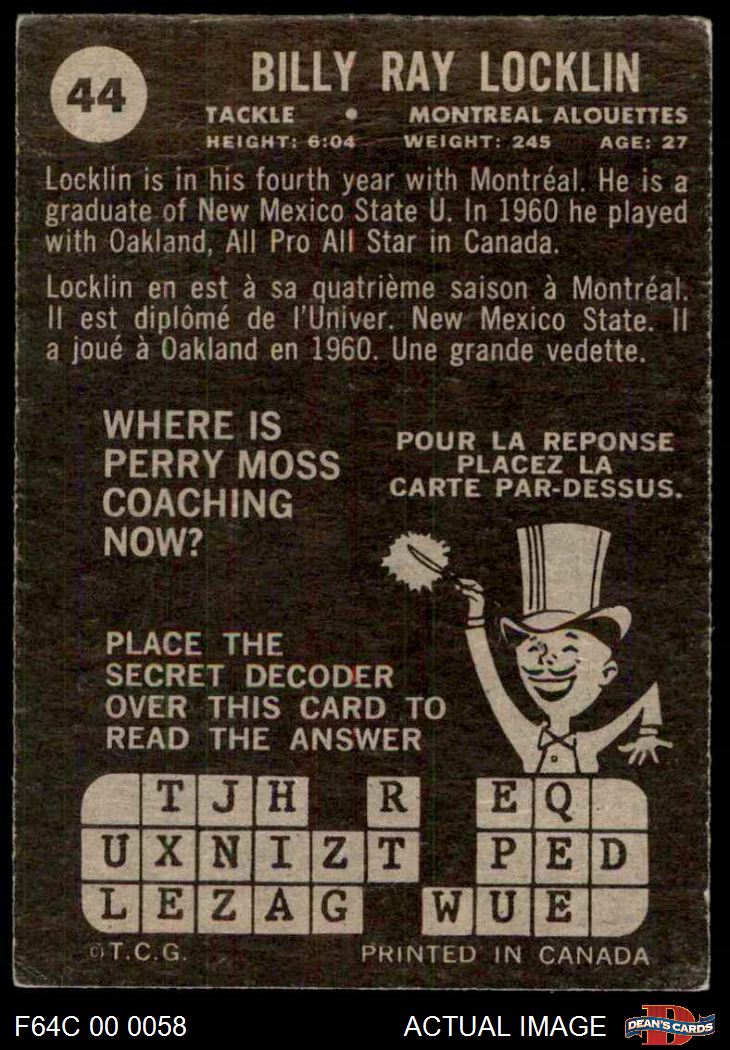 44
BILLY RAY LOCKLIN
TACKLE • MONTREAL ALOUETTES
HEIGHT: 6:04 WEIGHT: 245 AGE: 27
Locklin is in his fourth year with Montréal. He is a
graduate of New Mexico State U. In 1960 he played
with Oakland, All Pro All Star in Canada.
Locklin en est à sa quatrième saison à Montréal.
Il est diplômé de l'Univer. New Mexico State. Il
a joué à Oakland en 1960. Une grande vedette.
WHERE IS
PERRY MOSS
COACHING
NOW?
POUR LA REPONSE
PLACEZ LA
CARTE PAR-DESSUS.
PLACE THE
SECRET DECODER
OVER THIS CARD TO
READ THE ANSWER
T J H R E Q
U X N I Z T P E D
L E Z A G W U E
© T.C.G. PRINTED IN CANADA
F64C 00 0058 ACTUAL IMAGE DEAN'S CARDS